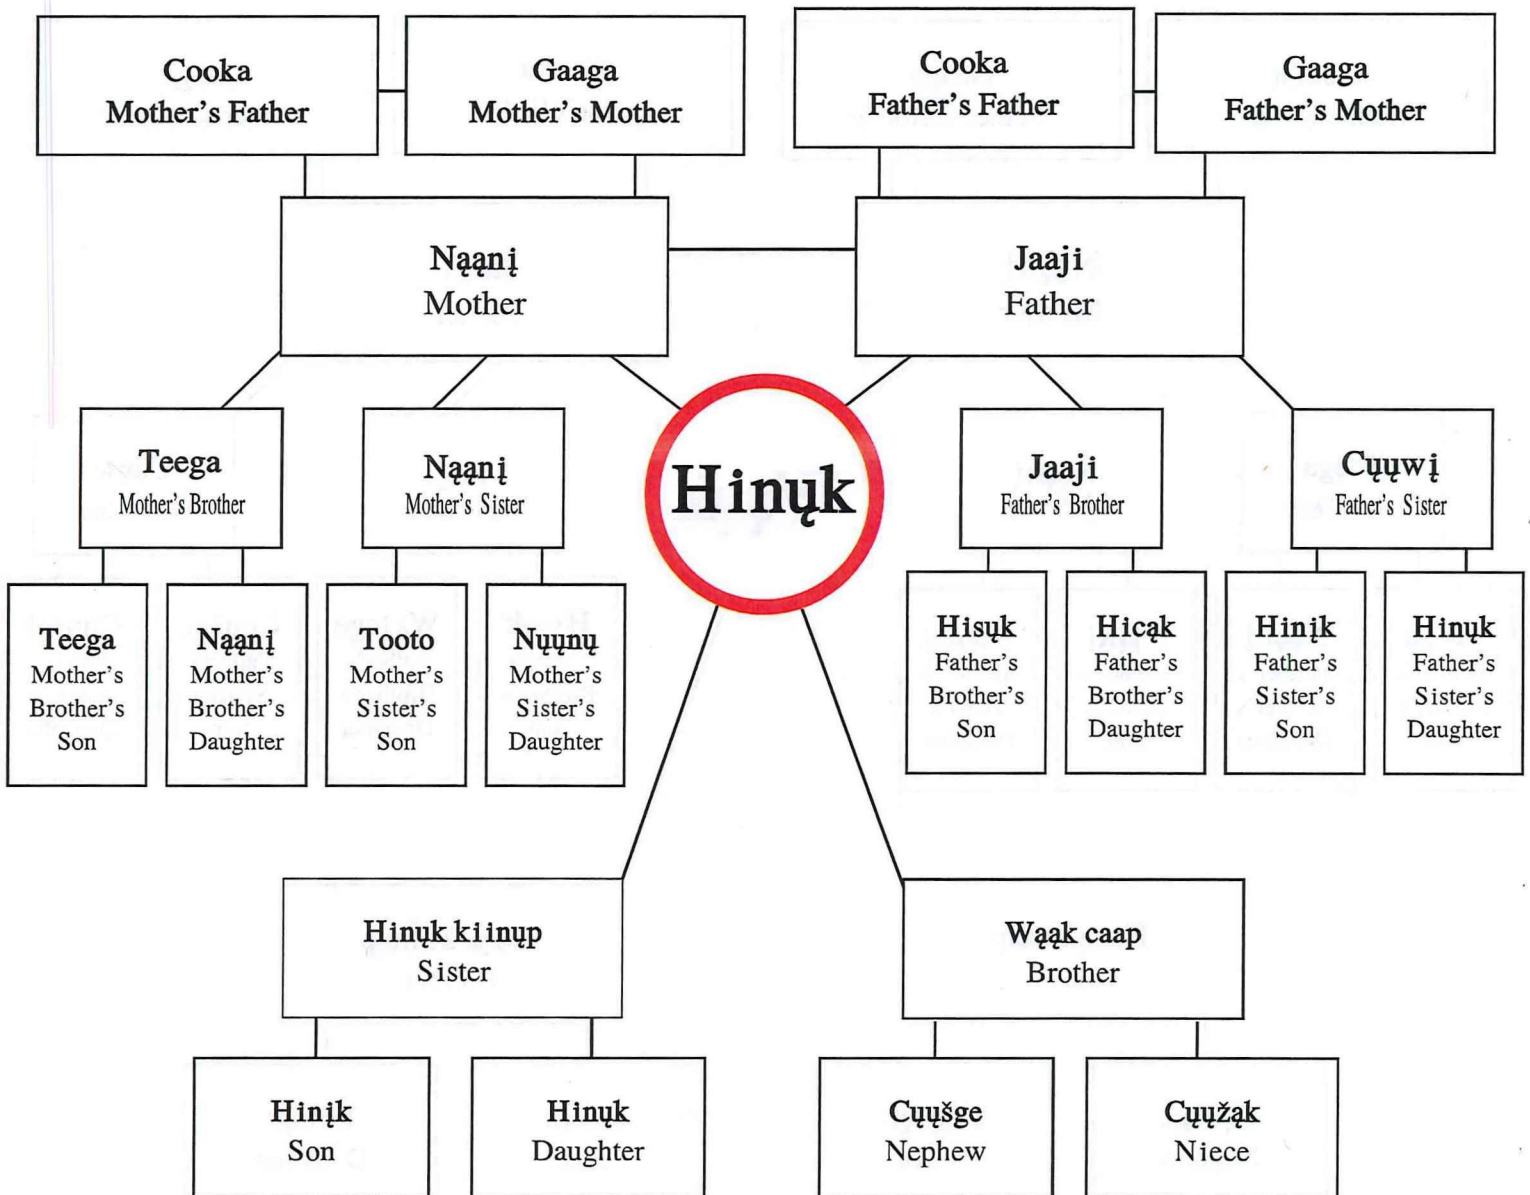 Cooka
Mother's Father
Gaaga
Mother's Mother
Cooka
Father's Father
Gaaga
Father's Mother
Nąąnį
Mother
Jaaji
Father
Teega
Mother's Brother
Nąąnį
Mother's Sister
Hinųk
Jaaji
Father's Brother
Cųųwį
Father's Sister
Teega
Mother's
Brother's
Son
Nąąnį
Mother's
Brother's
Daughter
Tooto
Mother's
Sister's
Son
Nųųnų
Mother's
Sister's
Daughter
Hisųk
Father's
Brother's
Son
Hicąk
Father's
Brother's
Daughter
Hinįk
Father's
Sister's
Son
Hinųk
Father's
Sister's
Daughter
Hinųk kiinųp
Sister
Wąąk caap
Brother
Hinįk
Son
Hinųk
Daughter
Cųųšge
Nephew
Cųųžąk
Niece